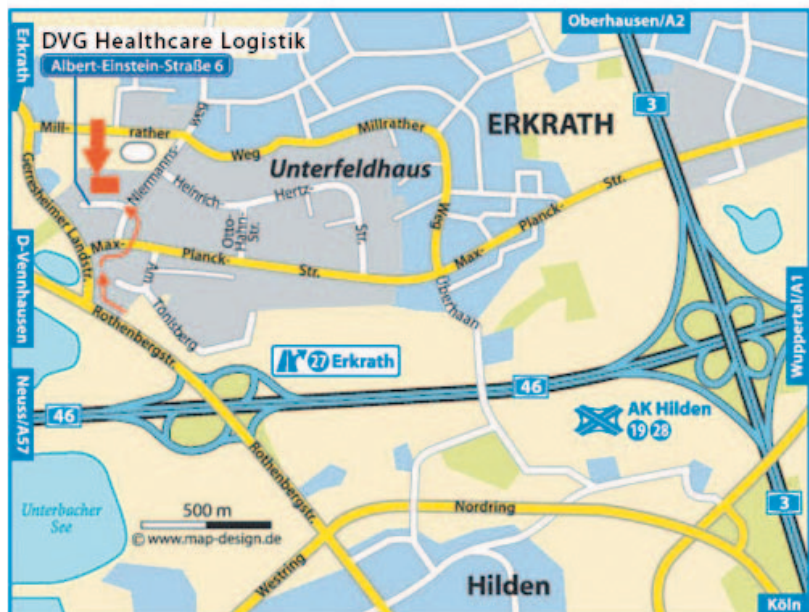 Oberhausen/A2
Erkrath
DVG Healthcare Logistik
Albert-Einstein-Straße 6
3
Mill-
rather
weg
Weg
Millrather
Weg
ERKRATH
Unterfeldhaus
Niermanns-
Heinrich-
Hertz-
Str.
Otto-
Hahn-
Str.
Gerresheimer Landstr.
Max-
Planck-
Str.
Max-
Planck-
Str.
Am
Tönisberg
Überhaan
D-Vennhausen
Rothenbergstr.
Wuppertal/A1
27 Erkrath
Neuss/A57
46
46
AK Hilden
19 28
Rothenbergstr.
Unterbacher
See
500 m
© www.map-design.de
Westring
Nordring
3
Hilden
Köln